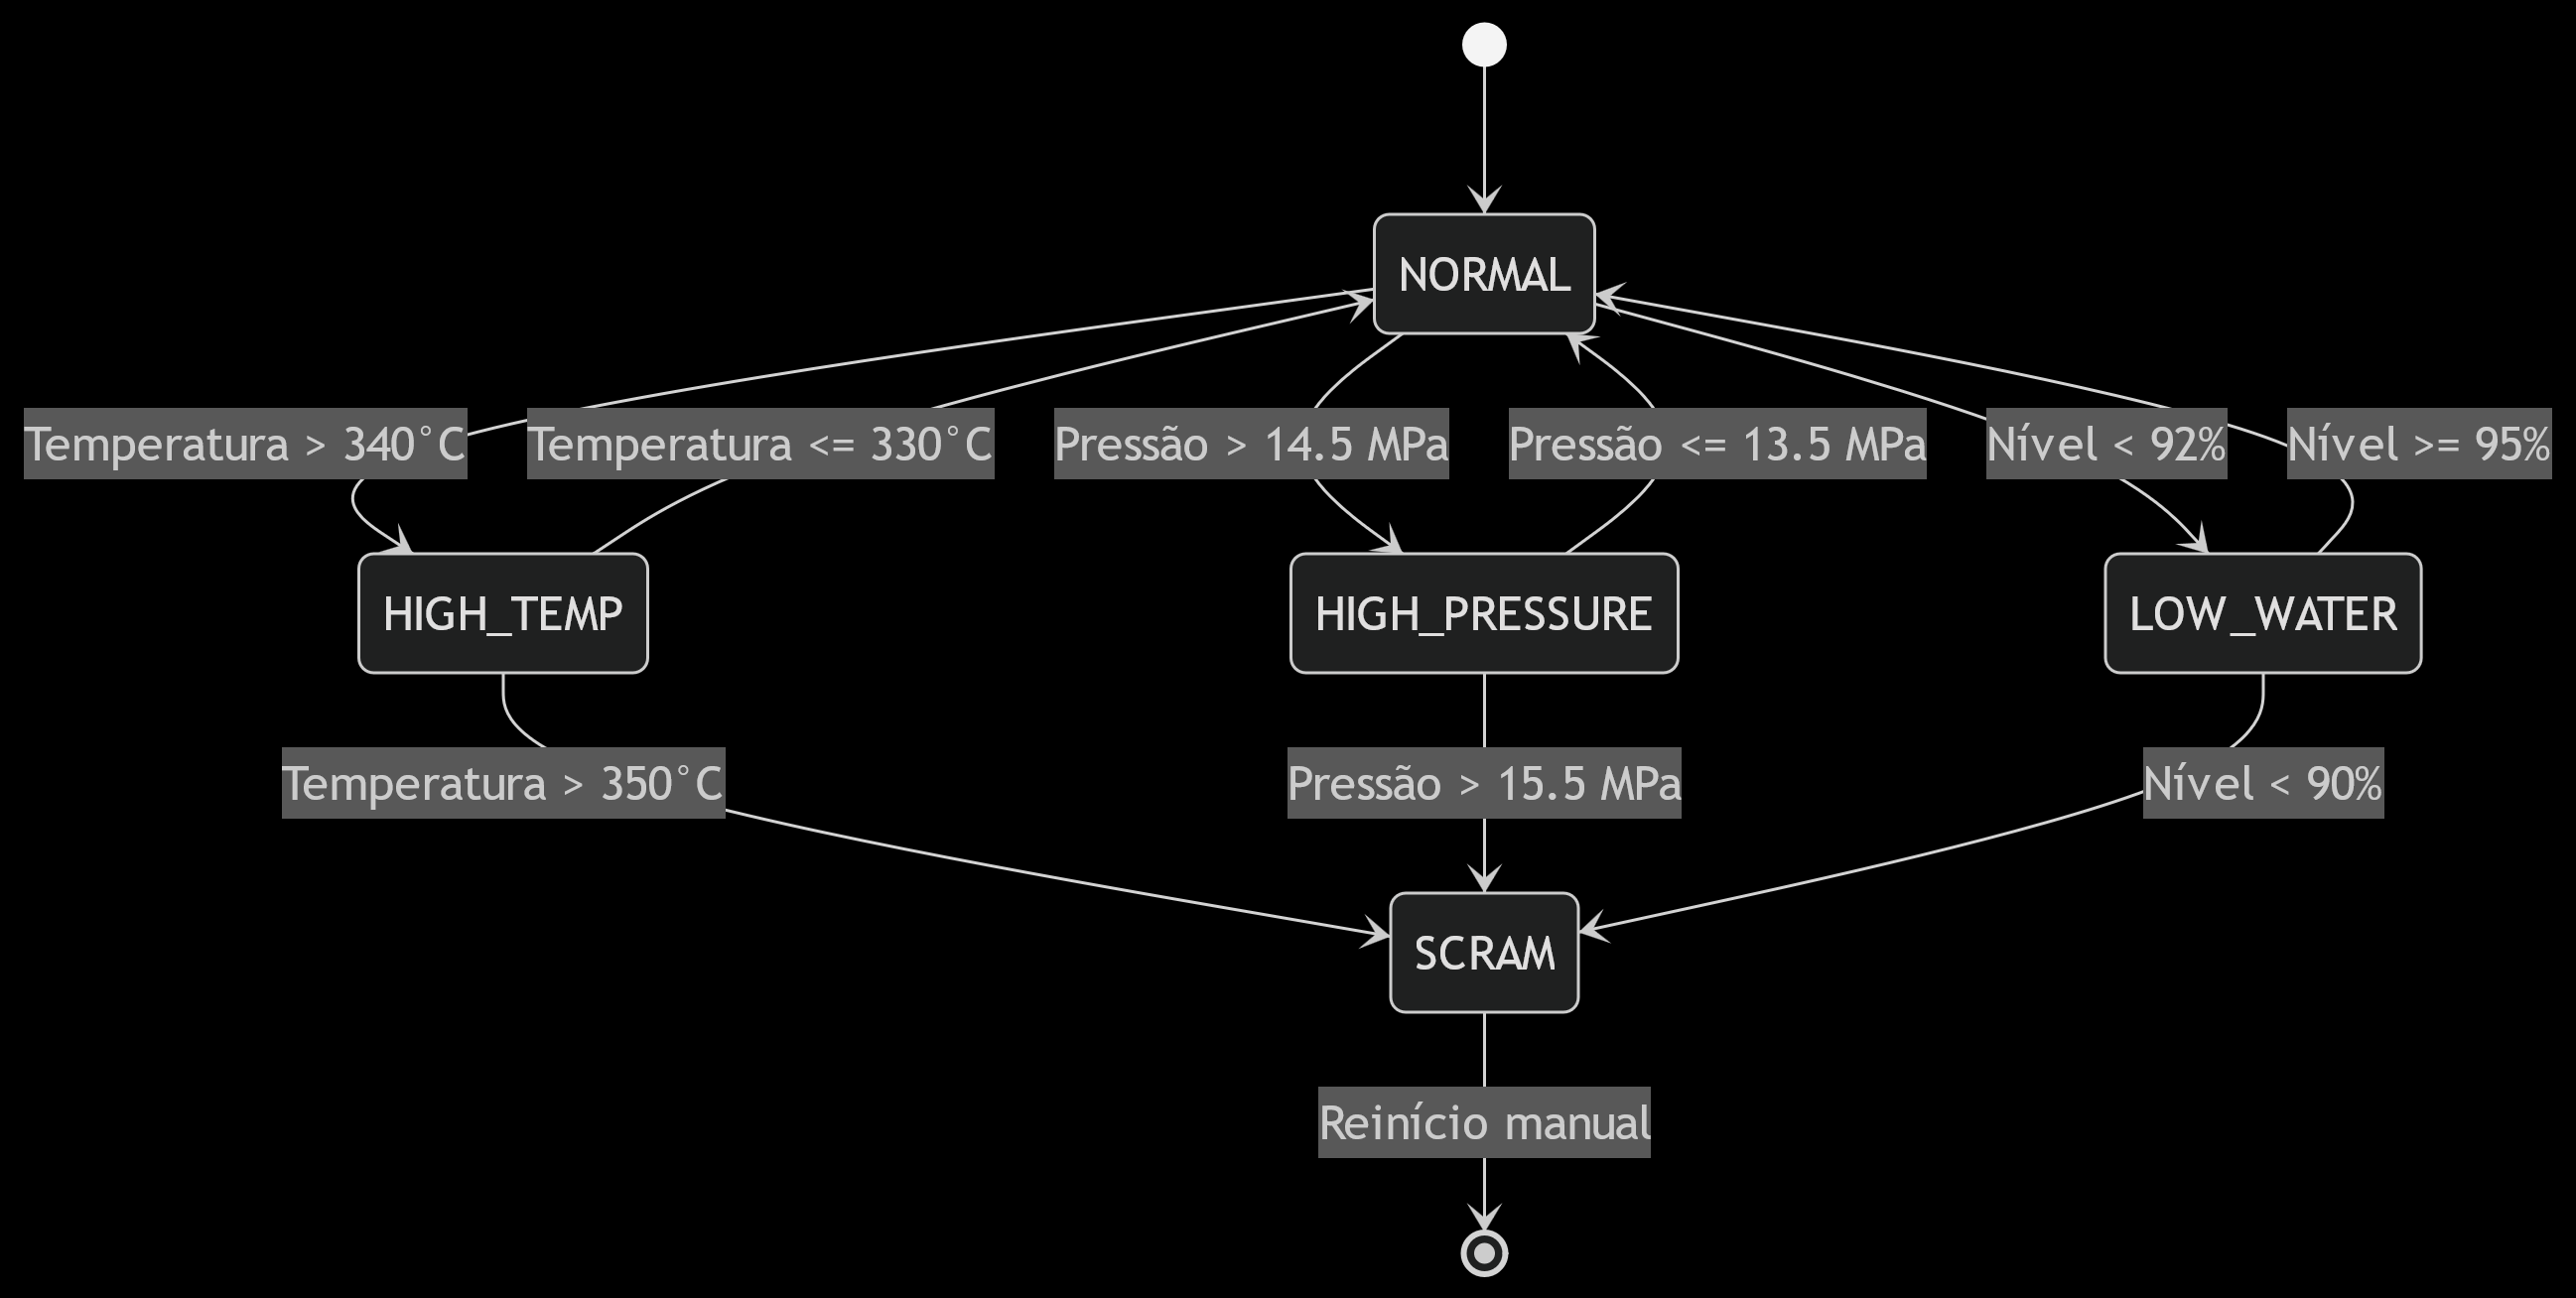 NORMAL
Temperatura > 340°C
Temperatura <= 330°C
Pressão > 14.5 MPa
Pressão <= 13.5 MPa
Nível < 92%
Nível >= 95%
HIGH_TEMP
HIGH_PRESSURE
LOW_WATER
Temperatura > 350°C
Pressão > 15.5 MPa
Nível < 90%
SCRAM
Reinício manual